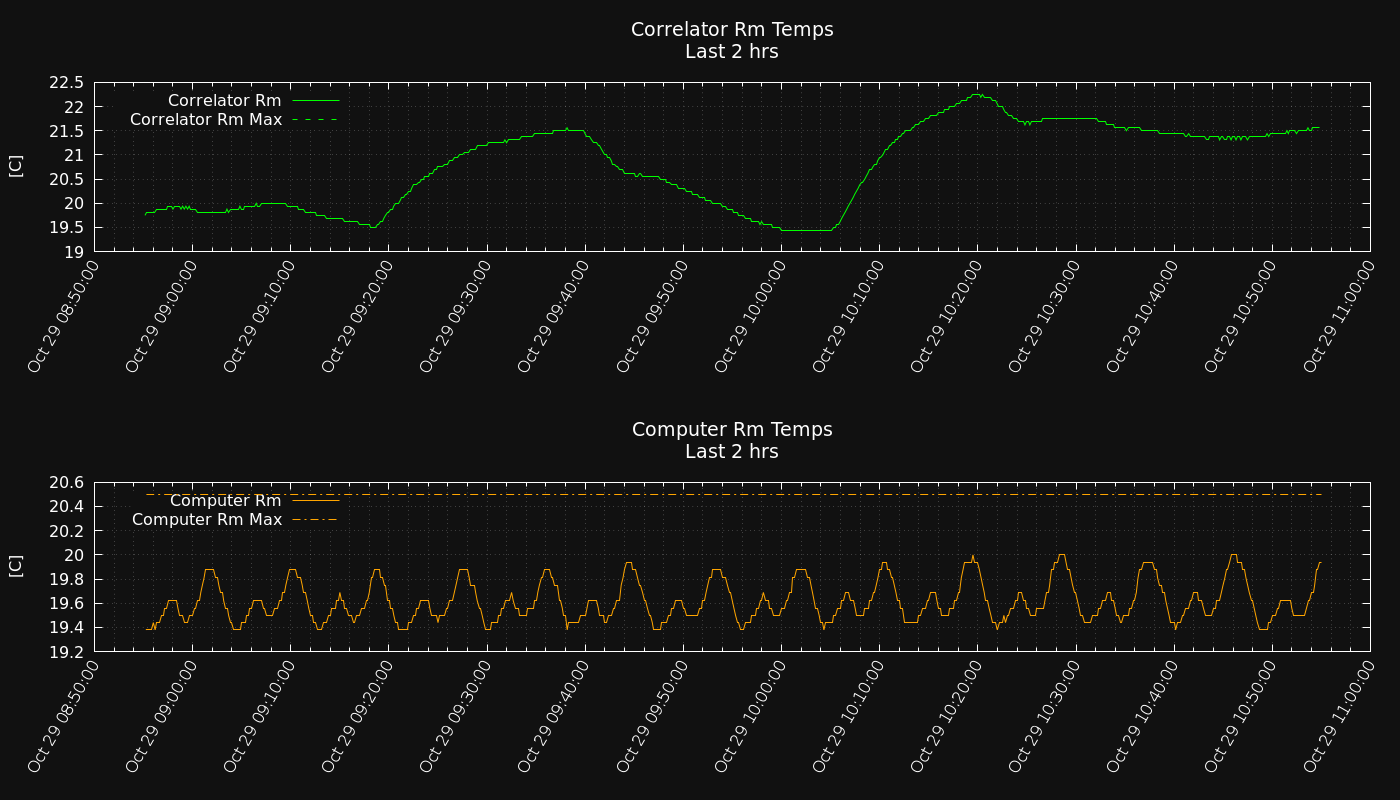 Correlator Rm Temps
Last 2 hrs
22.5
22
21.5
21
20.5
20
19.5
19
[C]
Correlator Rm
Correlator Rm Max
Oct 29 08:50:00
Oct 29 09:00:00
Oct 29 09:10:00
Oct 29 09:20:00
Oct 29 09:30:00
Oct 29 09:40:00
Oct 29 09:50:00
Oct 29 10:00:00
Oct 29 10:10:00
Oct 29 10:20:00
Oct 29 10:30:00
Oct 29 10:40:00
Oct 29 10:50:00
Oct 29 11:00:00
Computer Rm Temps
Last 2 hrs
20.6
20.4
20.2
20
19.8
19.6
19.4
19.2
[C]
Computer Rm
Computer Rm Max
Oct 29 08:50:00
Oct 29 09:00:00
Oct 29 09:10:00
Oct 29 09:20:00
Oct 29 09:30:00
Oct 29 09:40:00
Oct 29 09:50:00
Oct 29 10:00:00
Oct 29 10:10:00
Oct 29 10:20:00
Oct 29 10:30:00
Oct 29 10:40:00
Oct 29 10:50:00
Oct 29 11:00:00